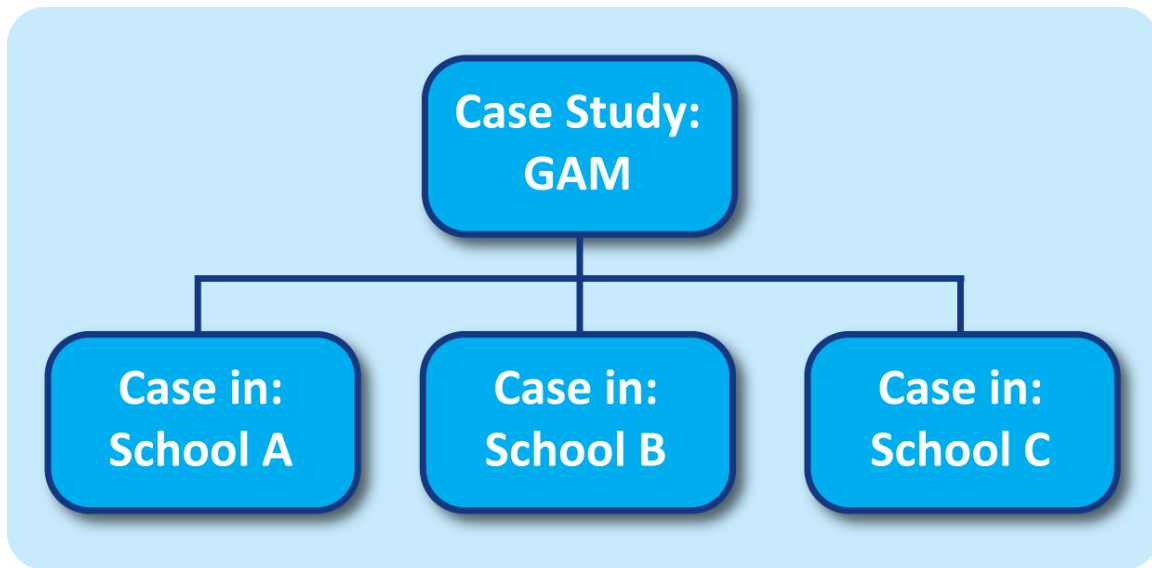 Case Study:
GAM
Case in:
School A
Case in:
School B
Case in:
School C